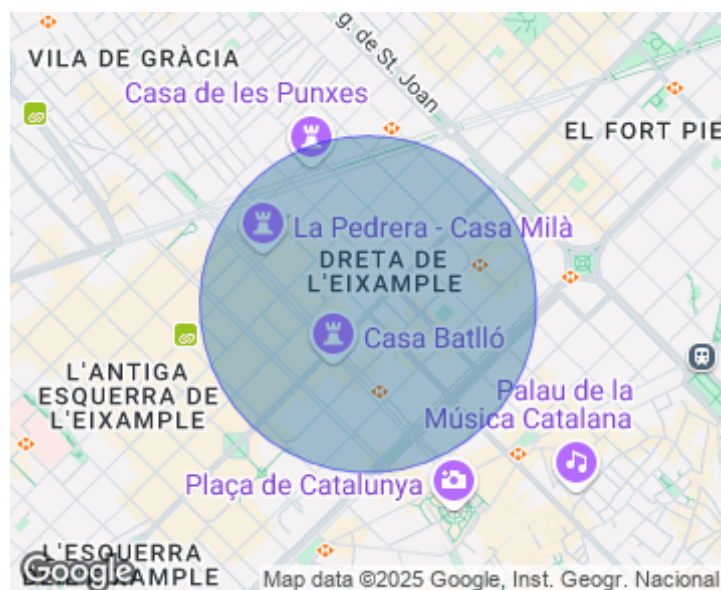 g. de St. Joan
VILA DE GRÀCIA
Casa de les Punxes
EL FORT PIE
La Pedrera - Casa Milà
DRETA DE
L'EIXAMPLE
Casa Batlló
L'ANTIGA
ESQUERRA DE
L'EIXAMPLE
Palau de la
Música Catalana
Plaça de Catalunya
L'ESQUERRA
DE L'EIXAMPLE
Google
Map data ©2025 Google, Inst. Geogr. Nacional